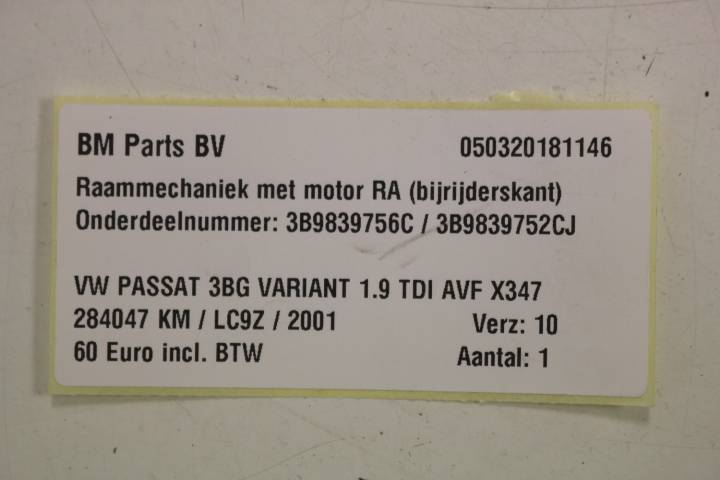 BM Parts BV 050320181146
Raammechaniek met motor RA (bijrijderskant)
Onderdeelnummer: 3B9839756C / 3B9839752CJ
VW PASSAT 3BG VARIANT 1.9 TDI AVF X347
284047 KM / LC9Z / 2001 Verz: 10
60 Euro incl. BTW Aantal: 1